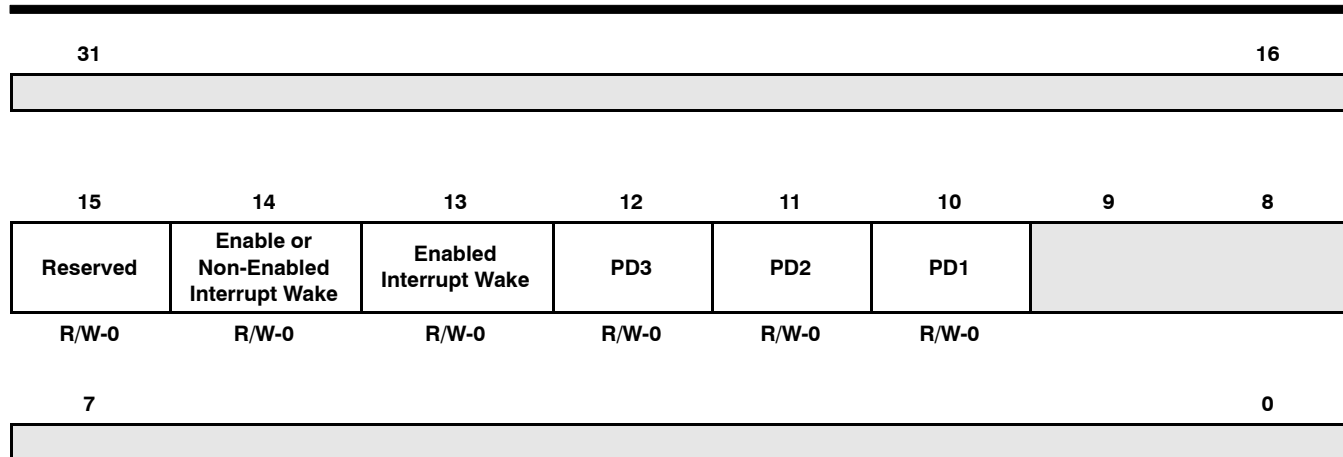 31 16
15 14 13 12 11 10 9 8
Reserved
Enable or
Non-Enabled
Interrupt Wake
Enabled
Interrupt Wake
PD3
PD2
PD1
R/W-0 R/W-0 R/W-0 R/W-0 R/W-0 R/W-0
7 0